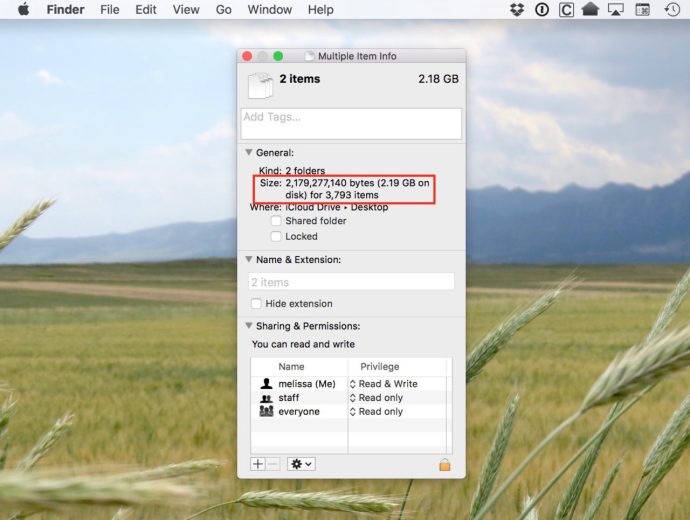 Finder File Edit View Go Window Help
Multiple Item Info
2 items 2.18 GB
Add Tags...
General:
Kind: 2 folders
Size: 2,179,277,140 bytes (2.19 GB on
disk) for 3,793 items
Where: iCloud Drive ▸ Desktop
Shared folder
Locked
Name & Extension:
2 items
Hide extension
Sharing & Permissions:
You can read and write
Name Privilege
melissa (Me) Read & Write
staff Read only
everyone Read only